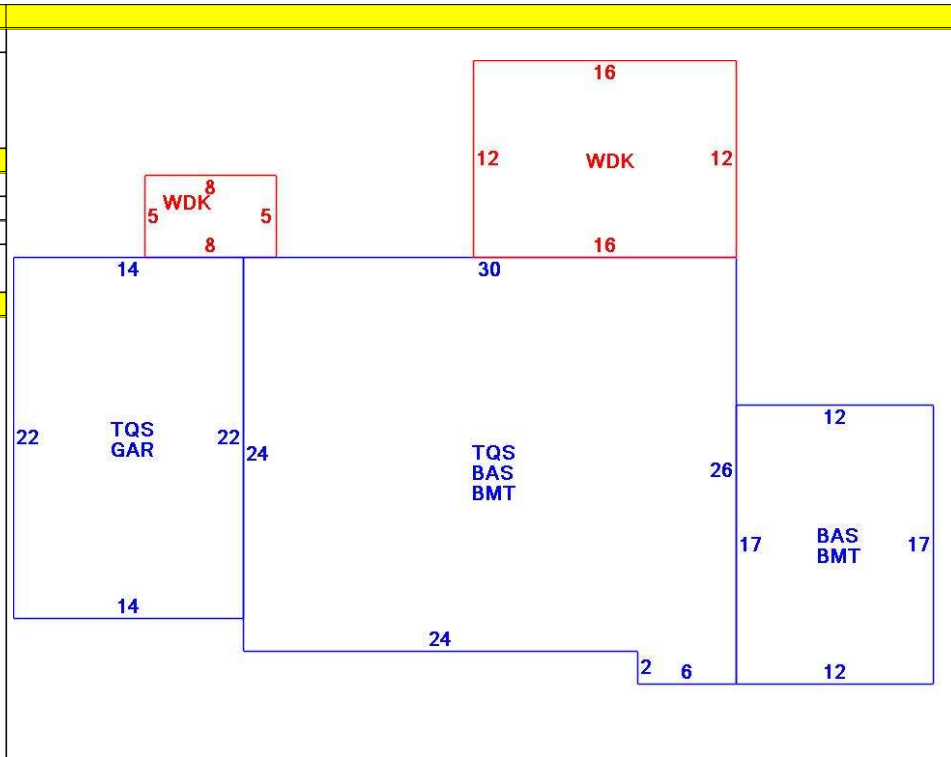 16
12 WDK 12
8
WDK
5 5
8 16
14 30
22 TQS 22
GAR
24 TQS
BAS
BMT
26
12
17 BAS 17
BMT
14
24
2 6 12